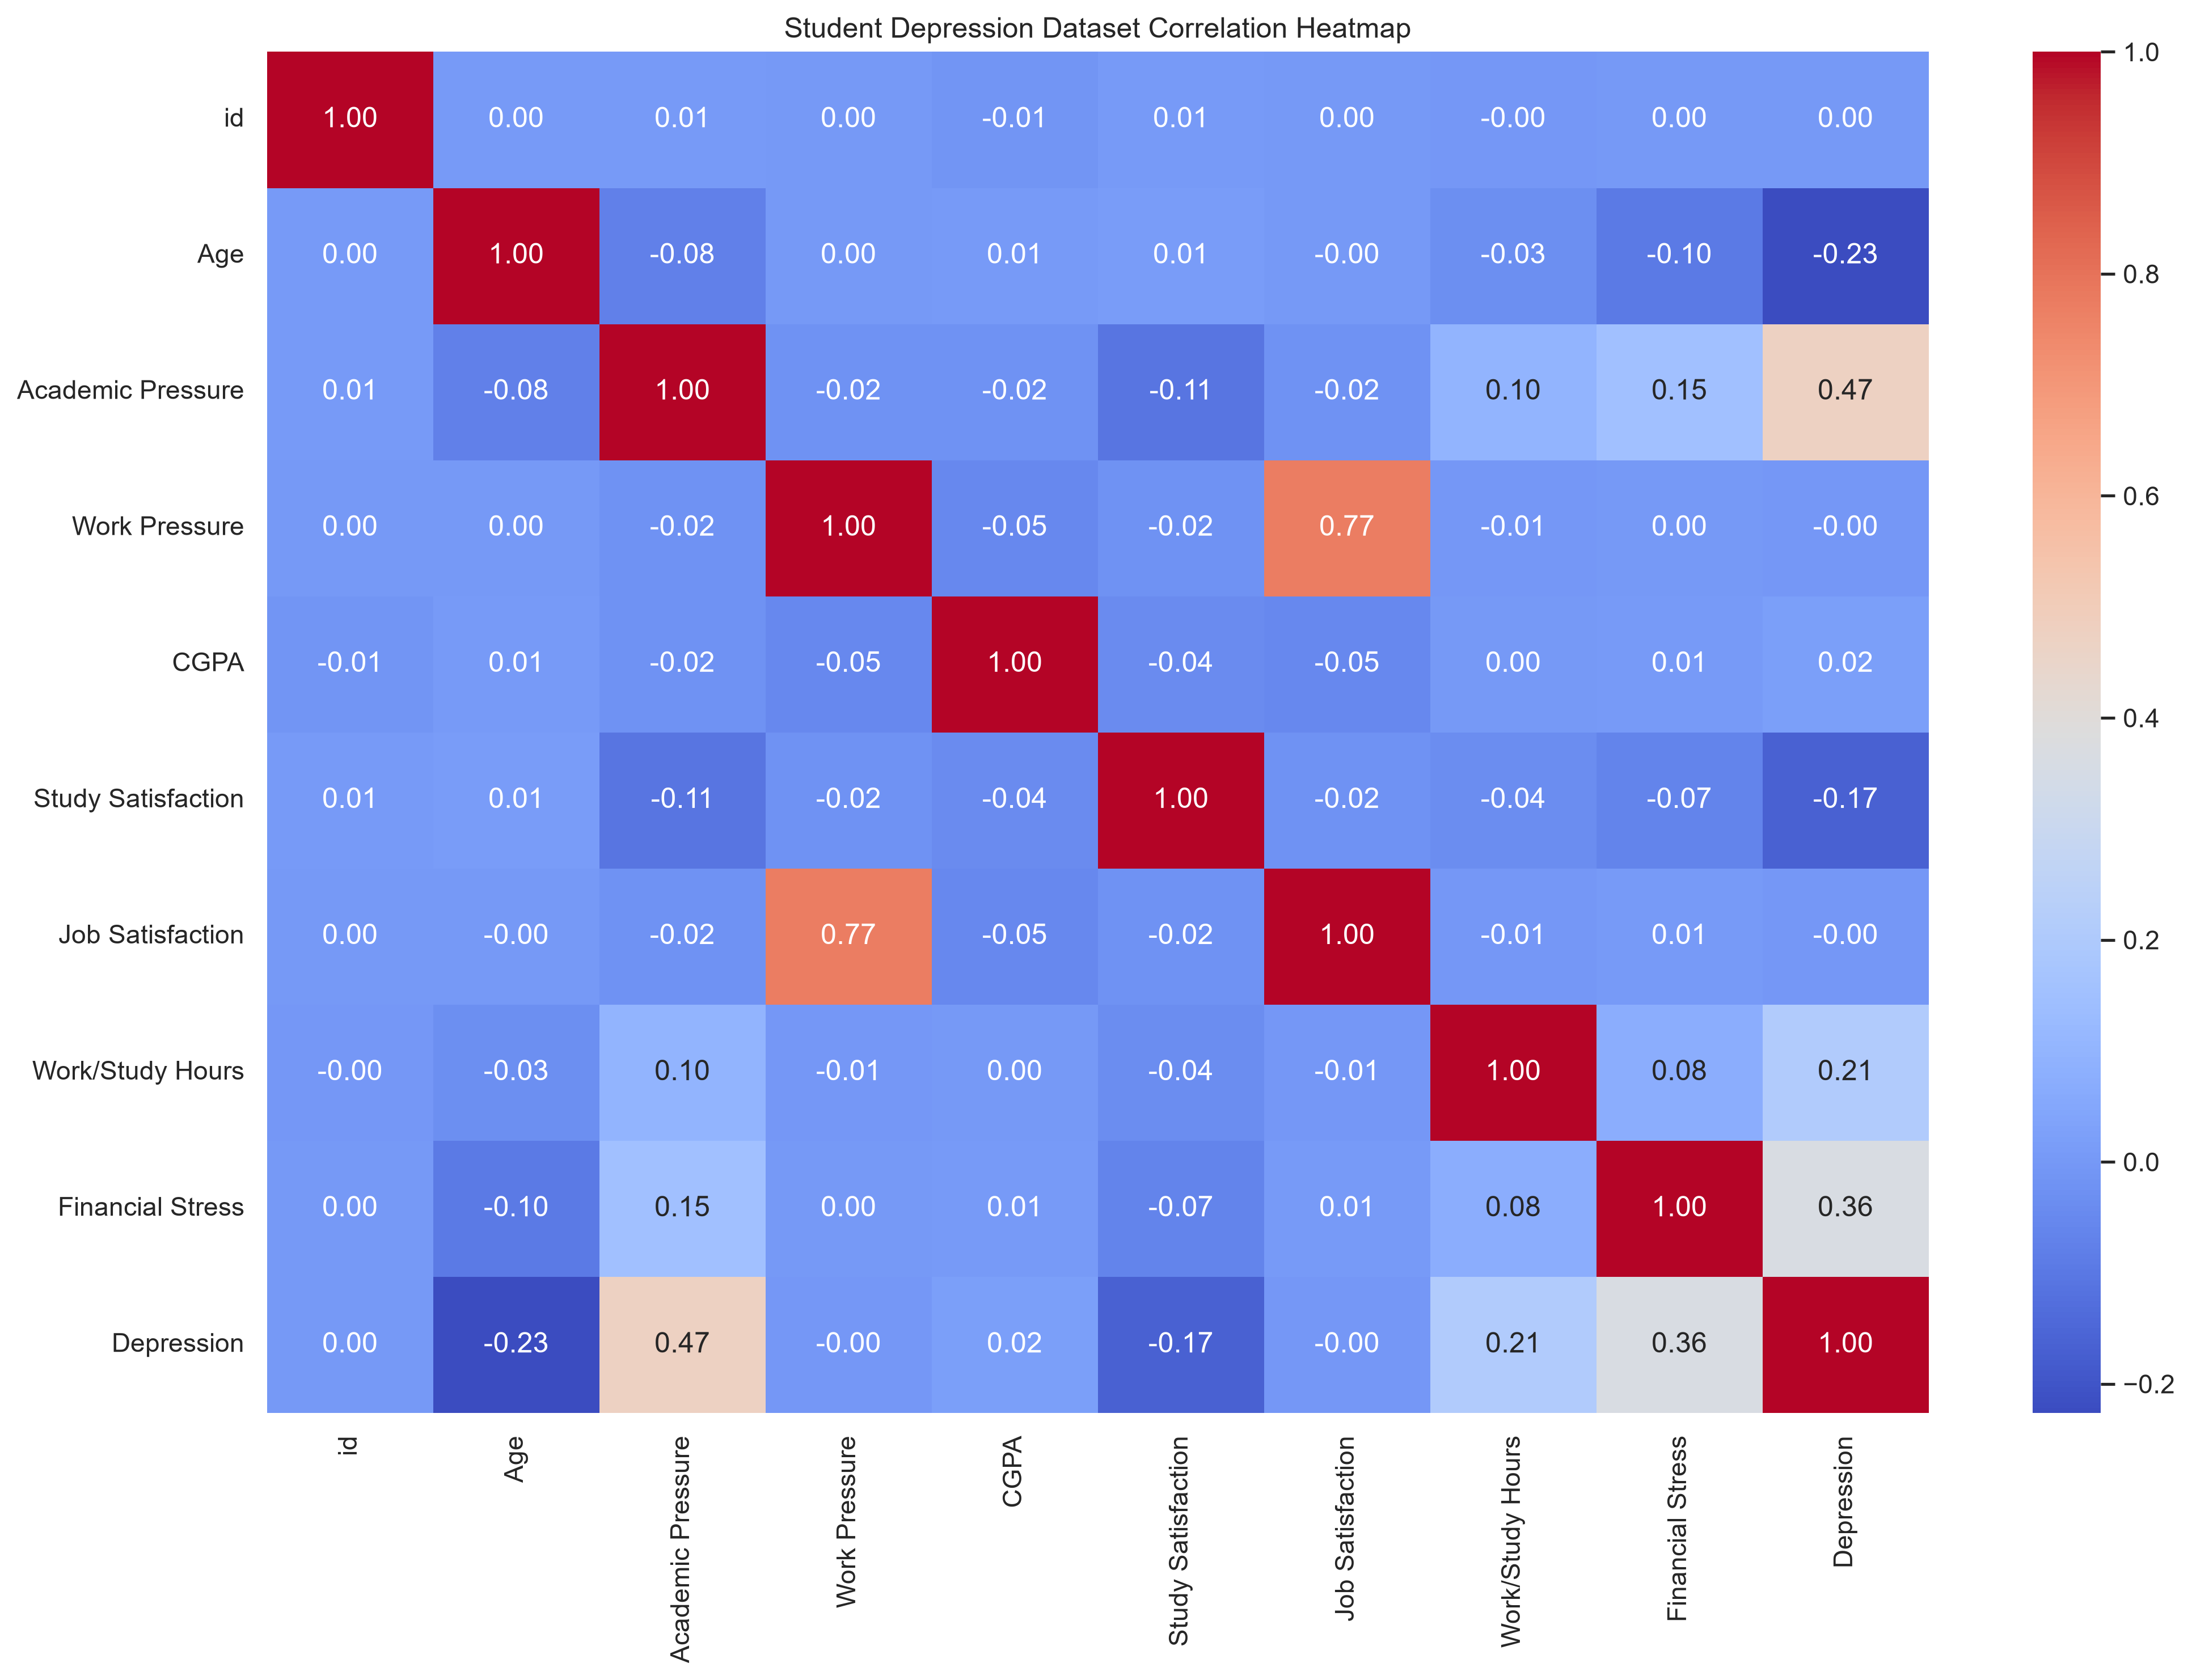 Student Depression Dataset Correlation Heatmap
id 1.00 0.00 0.01 0.00 -0.01 0.01 0.00 -0.00 0.00 0.00
Age 0.00 1.00 -0.08 0.00 0.01 0.01 -0.00 -0.03 -0.10 -0.23
Academic Pressure 0.01 -0.08 1.00 -0.02 -0.02 -0.11 -0.02 0.10 0.15 0.47
Work Pressure 0.00 0.00 -0.02 1.00 -0.05 -0.02 0.77 -0.01 0.00 -0.00
CGPA -0.01 0.01 -0.02 -0.05 1.00 -0.04 -0.05 0.00 0.01 0.02
Study Satisfaction 0.01 0.01 -0.11 -0.02 -0.04 1.00 -0.02 -0.04 -0.07 -0.17
Job Satisfaction 0.00 -0.00 -0.02 0.77 -0.05 -0.02 1.00 -0.01 0.01 -0.00
Work/Study Hours -0.00 -0.03 0.10 -0.01 0.00 -0.04 -0.01 1.00 0.08 0.21
Financial Stress 0.00 -0.10 0.15 0.00 0.01 -0.07 0.01 0.08 1.00 0.36
Depression 0.00 -0.23 0.47 -0.00 0.02 -0.17 -0.00 0.21 0.36 1.00
id
Age
Academic Pressure
Work Pressure
CGPA
Study Satisfaction
Job Satisfaction
Work/Study Hours
Financial Stress
Depression
1.0
0.8
0.6
0.4
0.2
0.0
−0.2